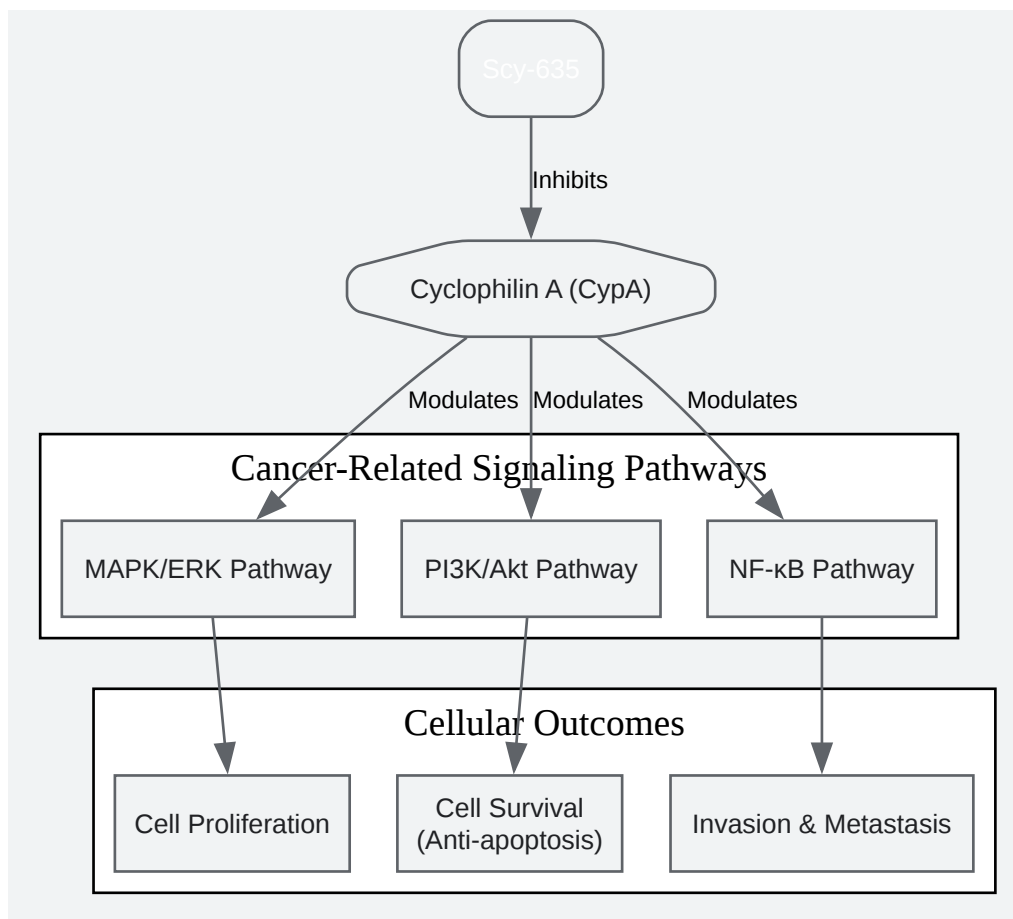 Scy-635
Inhibits
Cyclophilin A (CypA)
Modulates Modulates Modulates
Cancer-Related Signaling Pathways
MAPK/ERK Pathway PI3K/Akt Pathway NF-κB Pathway
Cellular Outcomes
Cell Proliferation
Cell Survival
(Anti-apoptosis)
Invasion & Metastasis